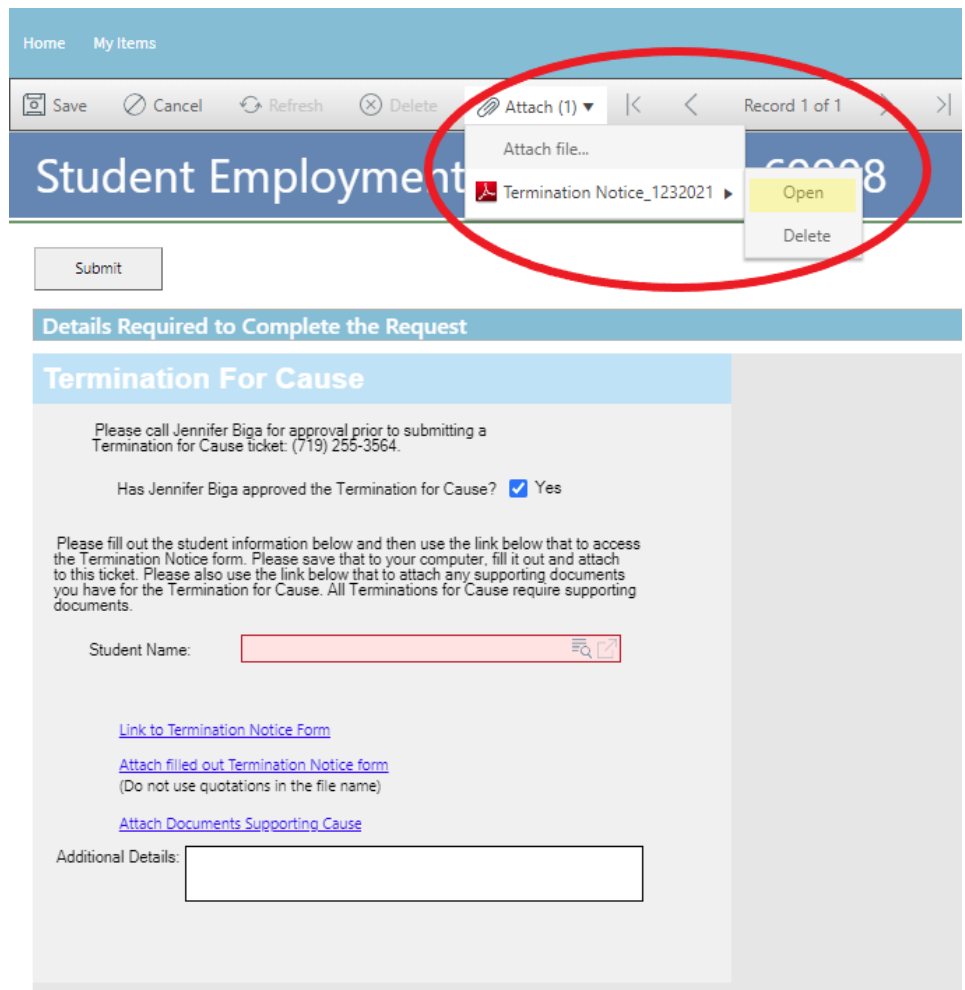 Home My Items
Save Cancel Refresh Delete Attach (1) Record 1 of 1
Attach file...
Student Employment 8
Termination Notice_1232021 Open
Delete
Submit
Details Required to Complete the Request
Termination For Cause
Please call Jennifer Biga for approval prior to submitting a
Termination for Cause ticket: (719) 255-3564.
Has Jennifer Biga approved the Termination for Cause? Yes
Please fill out the student information below and then use the link below that to access
the Termination Notice form. Please save that to your computer, fill it out and attach
to this ticket. Please also use the link below that to attach any supporting documents
you have for the Termination for Cause. All Terminations for Cause require supporting
documents.
Student Name:
Link to Termination Notice Form
Attach filled out Termination Notice form
(Do not use quotations in the file name)
Attach Documents Supporting Cause
Additional Details: